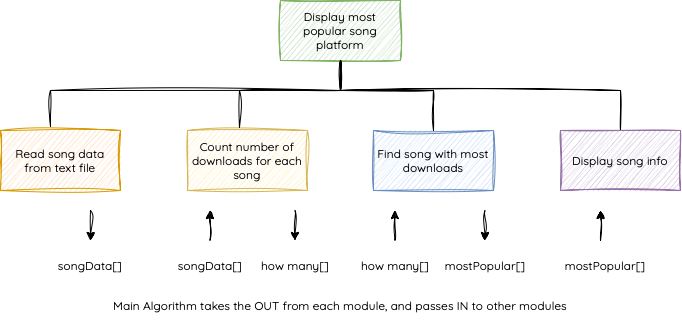 Display most
popular song
platform
Read song data
from text file
Count number of
downloads for each
song
Find song with most
downloads
Display song info
songData[]
songData[]
how many[]
how many[]
mostPopular[]
mostPopular[]
Main Algorithm takes the OUT from each module, and passes IN to other modules